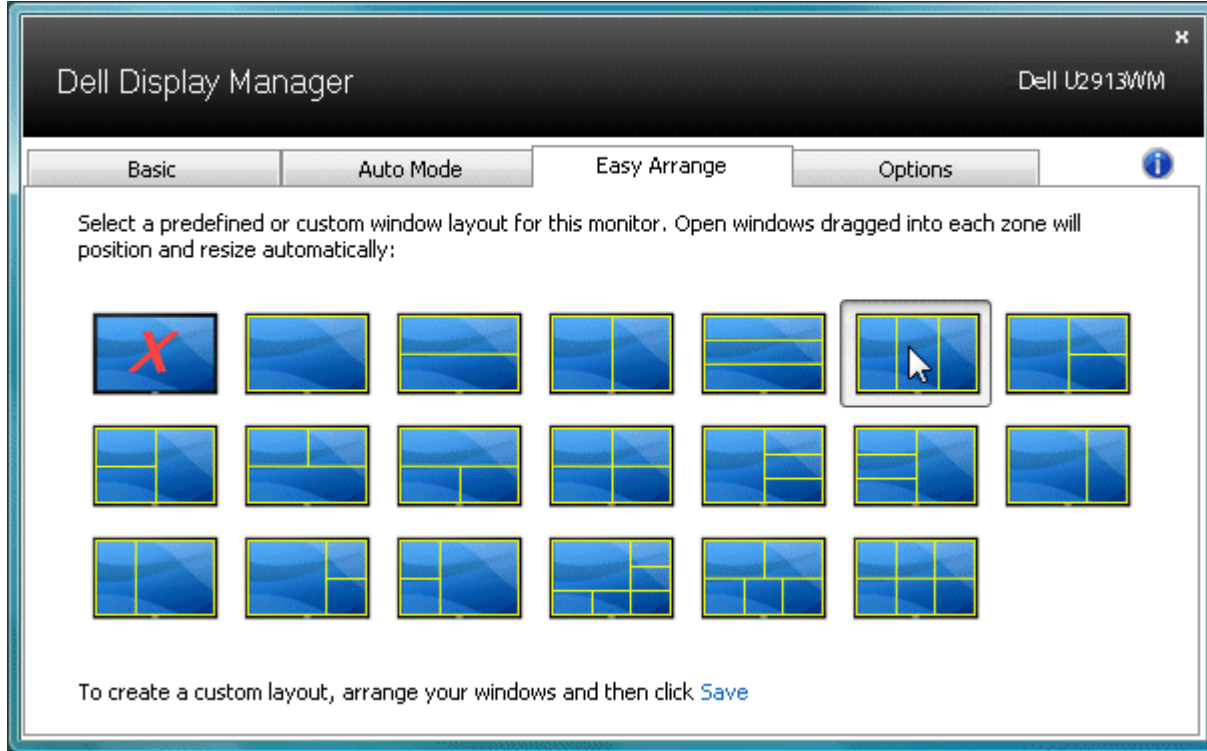 Dell Display Manager
Dell U2913WM
Basic
Auto Mode
Easy Arrange
Options
Select a predefined or custom window layout for this monitor. Open windows dragged into each zone will
position and resize automatically:
X
To create a custom layout, arrange your windows and then click Save